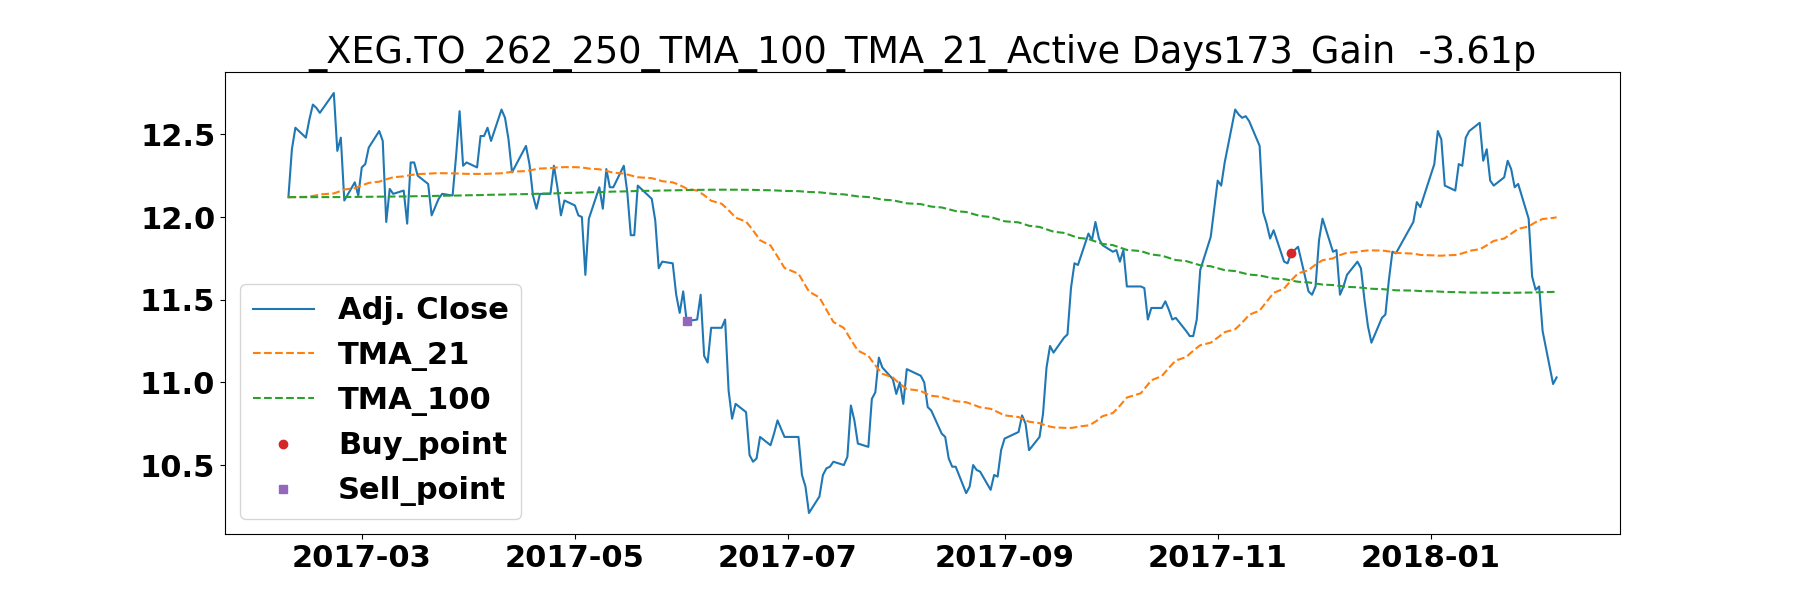 _XEG.TO_262_250_TMA_100_TMA_21_Active Days173_Gain  -3.61p
12.5
12.0
11.5
11.0
10.5
Adj. Close
TMA_21
TMA_100
Buy_point
Sell_point
2017-03 2017-05 2017-07 2017-09 2017-11 2018-01